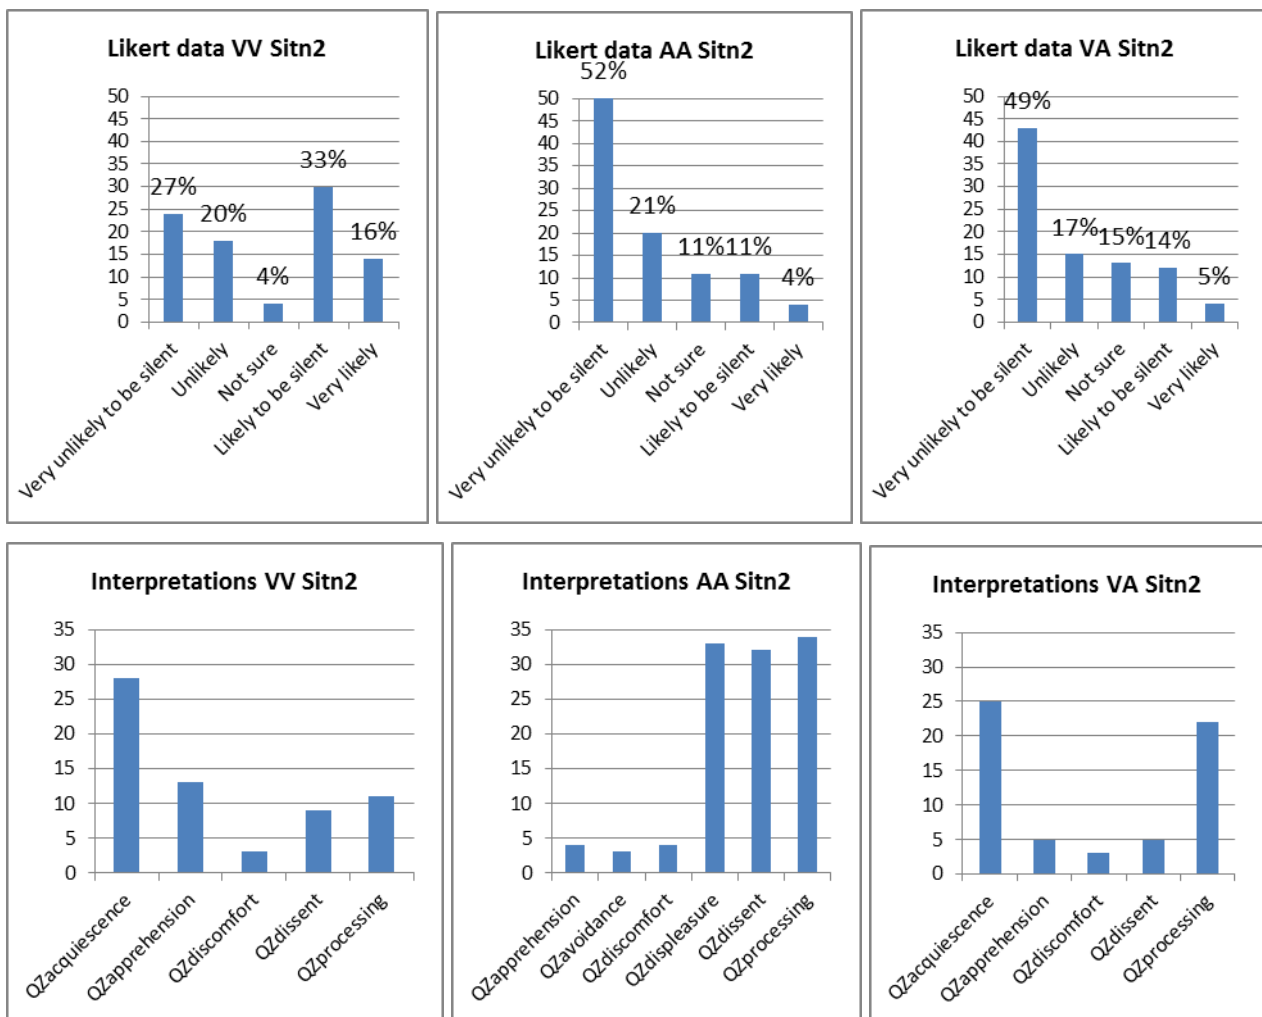 Likert data VV Sitn2
50
45
40
35
30
25
20
15
10
5
0
27%
20%
4%
33%
16%
Very unlikely to be silent
Unlikely
Not sure
Likely to be silent
Very likely
Likert data AA Sitn2
50
45
40
35
30
25
20
15
10
5
0
52%
21%
11%
11%
4%
Very unlikely to be silent
Unlikely
Not sure
Likely to be silent
Very likely
Likert data VA Sitn2
50
45
40
35
30
25
20
15
10
5
0
49%
17%
15%
14%
5%
Very unlikely to be silent
Unlikely
Not sure
Likely to be silent
Very likely
Interpretations VV Sitn2
35
30
25
20
15
10
5
0
QZacquiescence
QZapprehension
QZdiscomfort
QZdissent
QZprocessing
Interpretations AA Sitn2
35
30
25
20
15
10
5
0
QZapprehension
QZavoidance
QZdiscomfort
QZdispleasure
QZdissent
QZprocessing
Interpretations VA Sitn2
35
30
25
20
15
10
5
0
QZacquiescence
QZapprehension
QZdiscomfort
QZdissent
QZprocessing